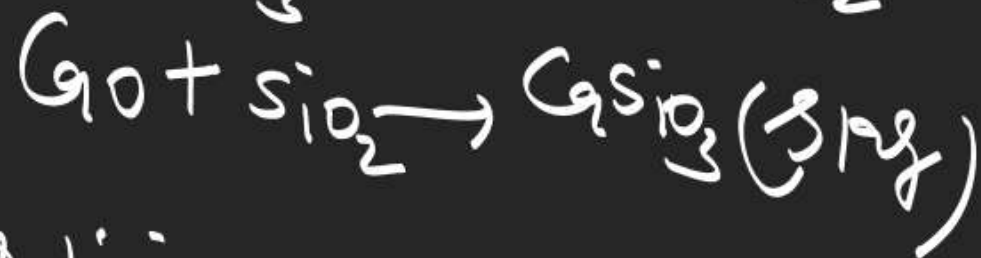 CaO + SiO₂ → CaSiO₃ (slag)